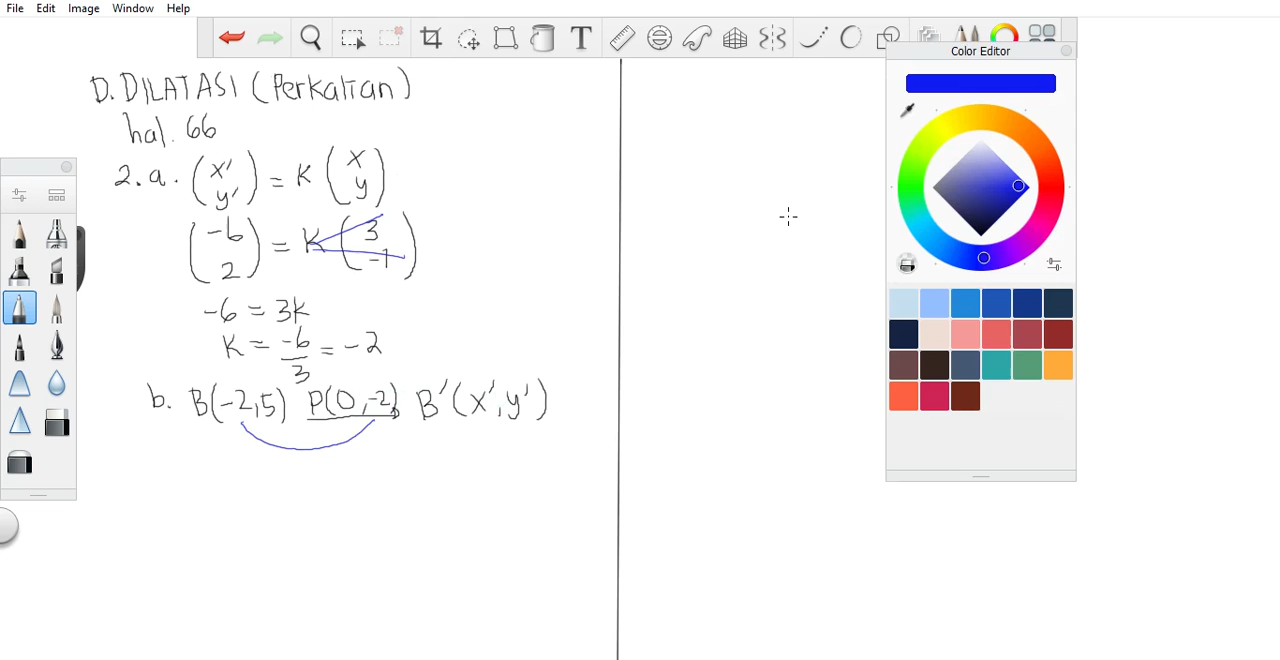 File Edit Image Window Help
Color Editor
D. DILATASI (Perkalian)
hal. 66
2. a. (x' y') = K (x y)
(-6 2) = K (3 -1)
-6 = 3K
K = -6/3 = -2
b. B(-2,5) P(0,-2) B'(x',y')